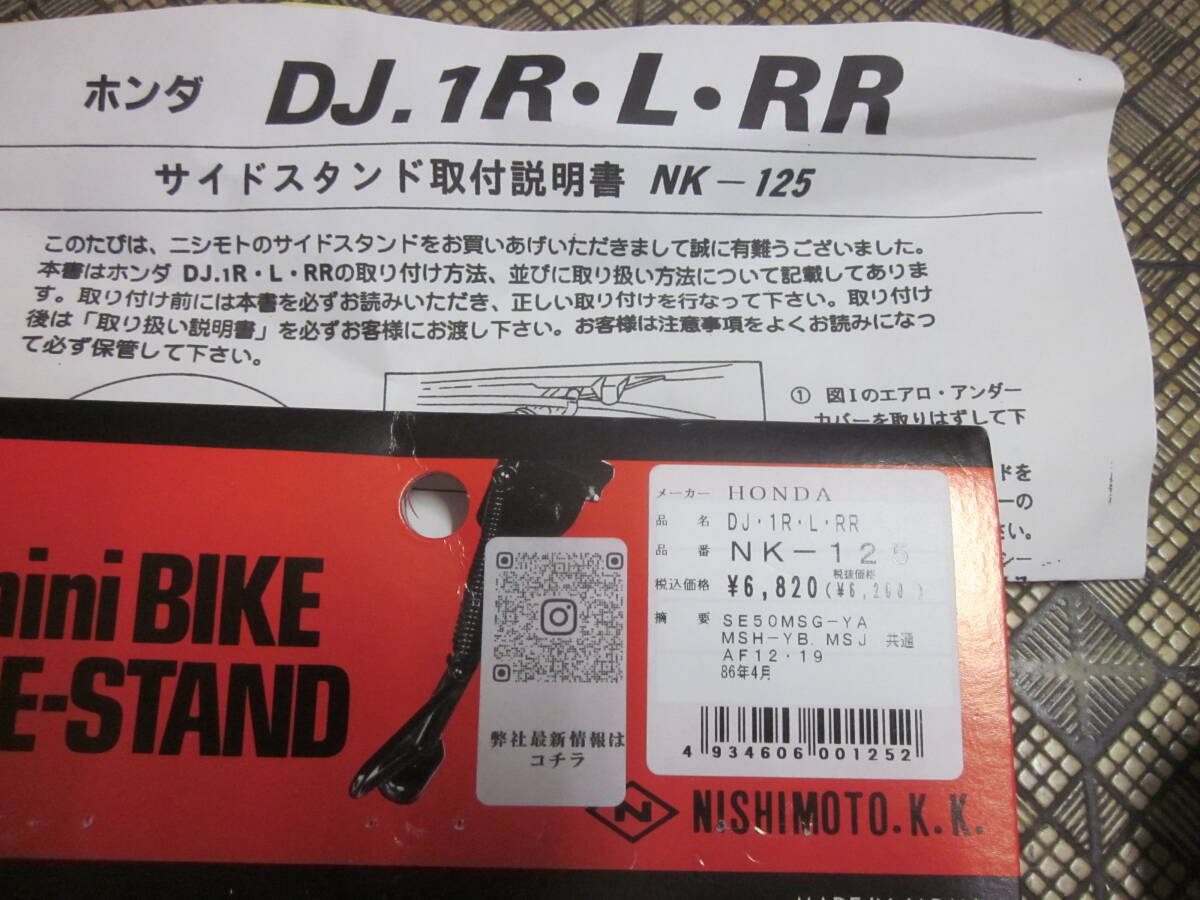 ホンダ DJ.1R・L・RR
サイドスタンド取付説明書 NK－125
このたびは、ニシモトのサイドスタンドをお買いあげいただきまして誠に有難うございました。
本書はホンダ DJ.1R・L・RRの取り付け方法、並びに取り扱い方法について記載してありま
す。取り付け前には本書を必ずお読みいただき、正しい取り付けを行なって下さい。取り付け
後は「取り扱い説明書」を必ずお客様にお渡し下さい。お客様は注意事項をよくお読みになっ
て必ず保管して下さい。
① 図Iのエアロ・アンダー
カバーを取りはずして下
ドを
ーの
さい。
シー
mini BIKE
E-STAND
弊社最新情報は
コチラ
メーカー HONDA
品名 DJ・1R・L・RR
品番 NK－125
税込価格 ¥6,820 (税抜価格 ¥6,200)
摘要 SE50MSG-YA
MSH-YB. MSJ 共通
AF12・19
86年4月
4 934606 001252
N NISHIMOTO.K.K.